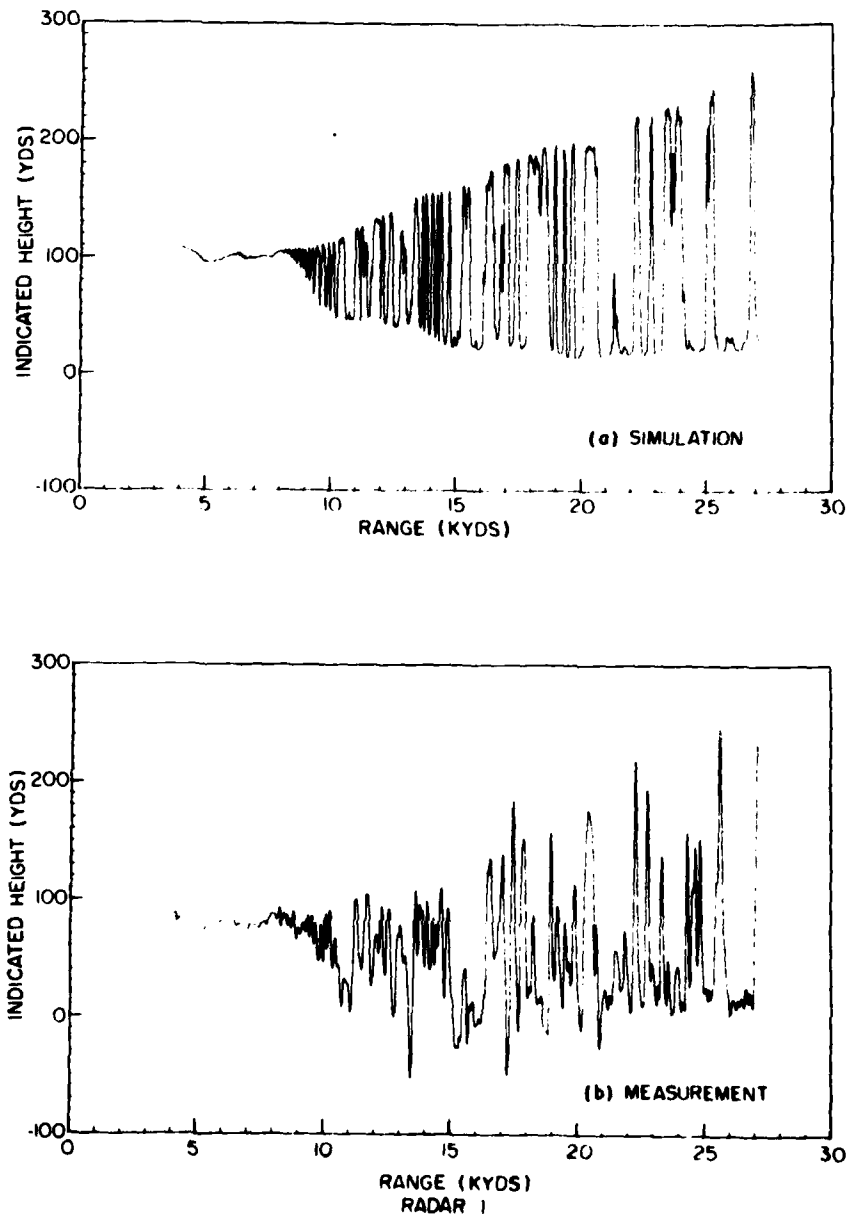 300
200
100
0
-100
INDICATED HEIGHT (YDS)
(a) SIMULATION
0 5 10 15 20 25 30
RANGE (KYDS)
300
200
100
0
-100
INDICATED HEIGHT (YDS)
(b) MEASUREMENT
0 5 10 15 20 25 30
RANGE (KYDS)
RADAR 1